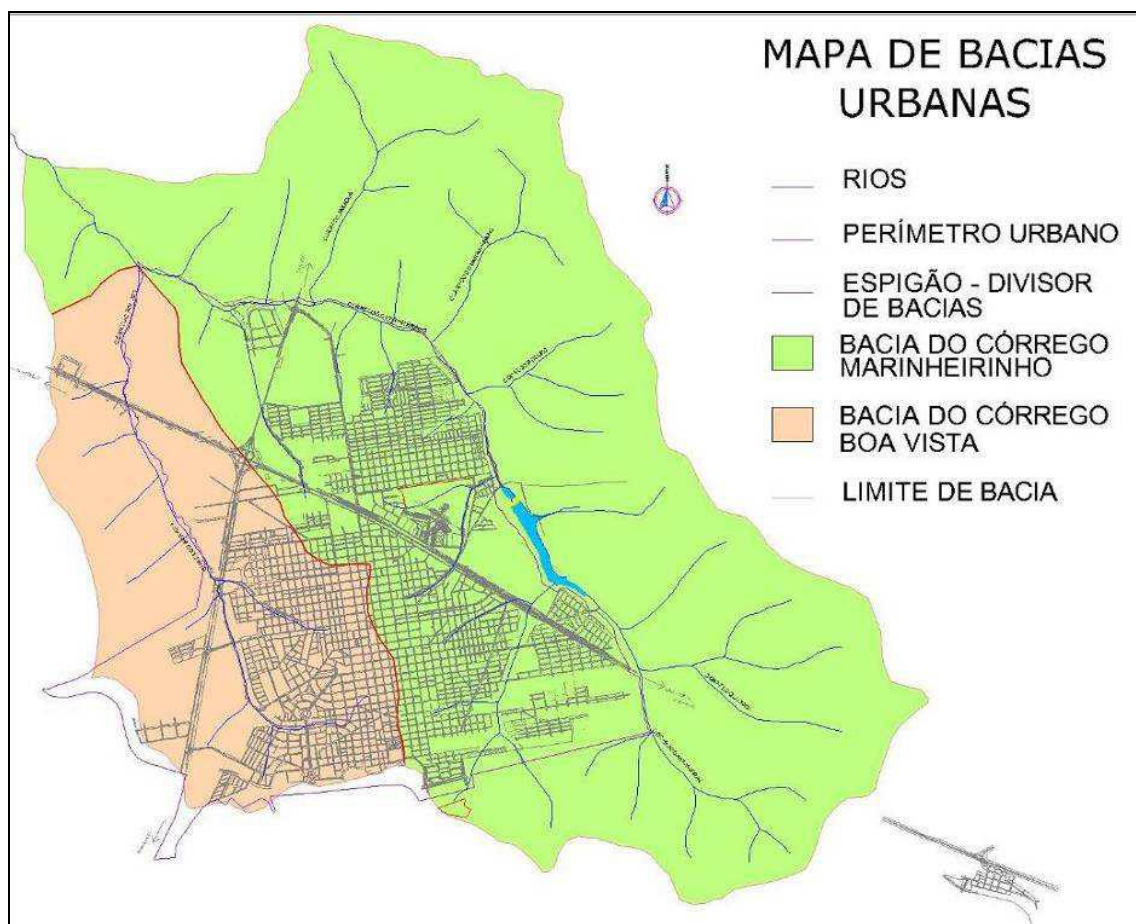 MAPA DE BACIAS
URBANAS
RIOS
PERÍMETRO URBANO
ESPIGÃO - DIVISOR
DE BACIAS
BACIA DO CÓRREGO
MARINHEIRINHO
BACIA DO CÓRREGO
BOA VISTA
LIMITE DE BACIA